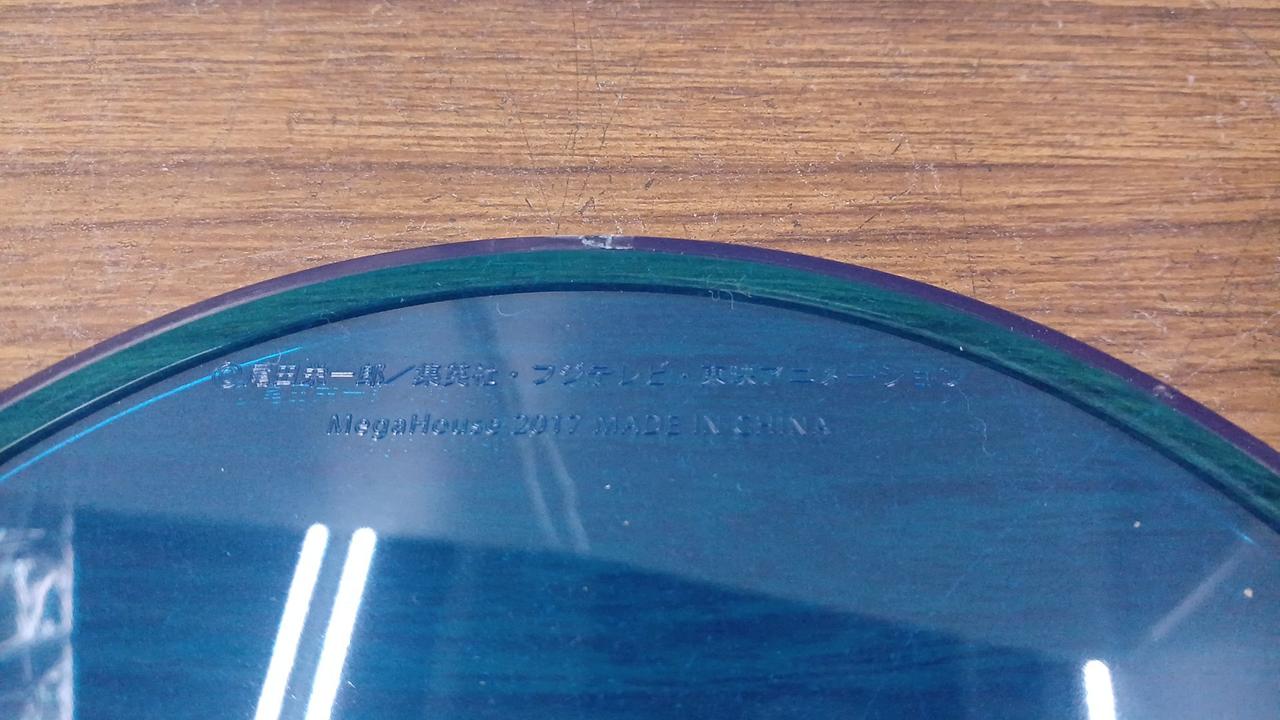 ©尾田栄一郎／集英社・フジテレビ・東映アニメーション
MegaHouse 2017 MADE IN CHINA